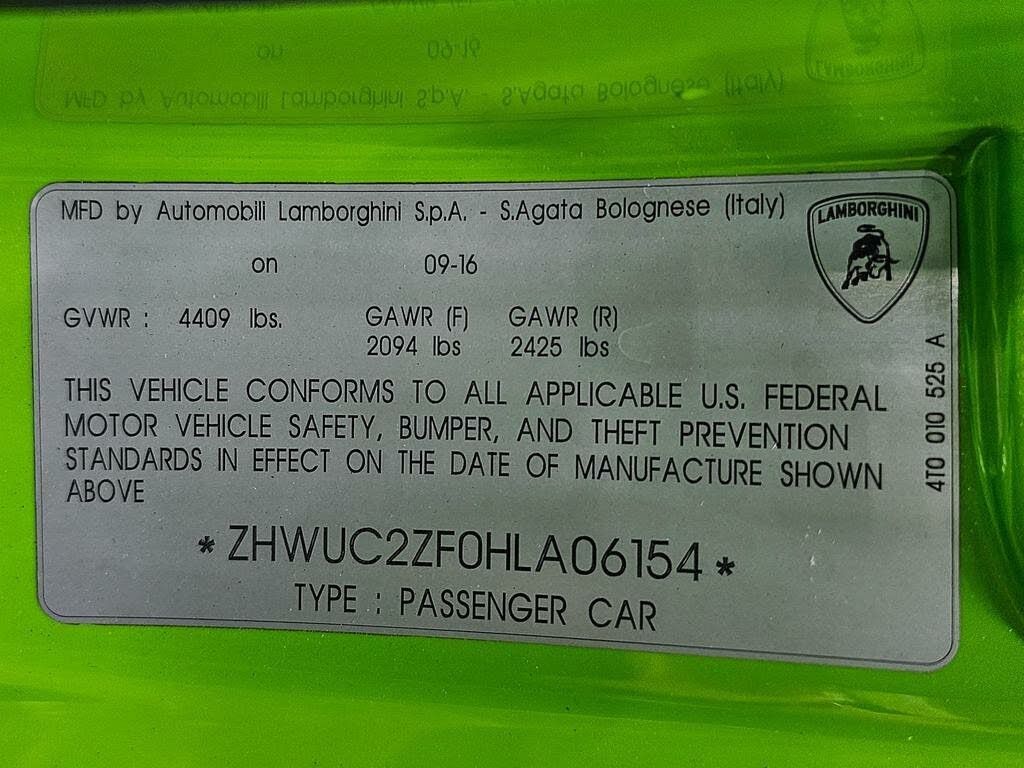 MFD by Automobili Lamborghini S.p.A. - S.Agata Bolognese (Italy)
LAMBORGHINI
on 09-16
GVWR : 4409 lbs. GAWR (F) GAWR (R)
2094 lbs 2425 lbs
THIS VEHICLE CONFORMS TO ALL APPLICABLE U.S. FEDERAL
MOTOR VEHICLE SAFETY, BUMPER, AND THEFT PREVENTION
STANDARDS IN EFFECT ON THE DATE OF MANUFACTURE SHOWN
ABOVE
* ZHWUC2ZF0HLA06154 *
TYPE : PASSENGER CAR
4T0 010 525 A